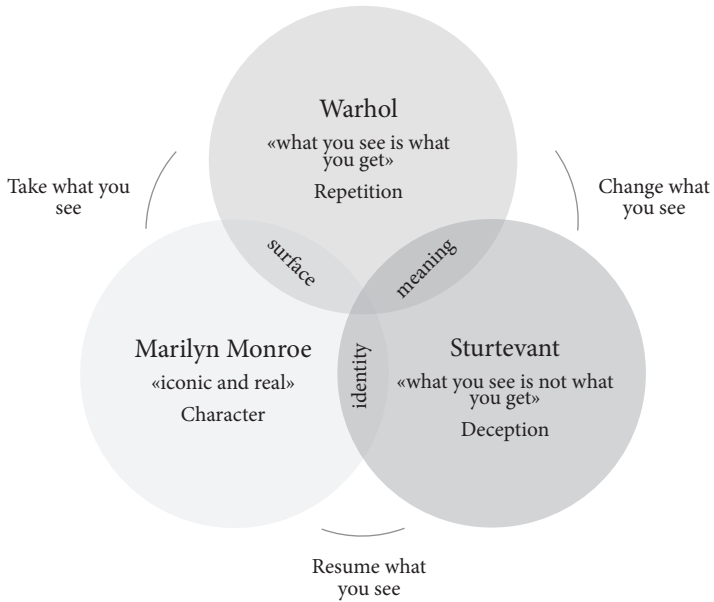 Warhol
«what you see is what
you get»
Repetition
Take what you
see
Change what
you see
surface
meaning
Marilyn Monroe
«iconic and real»
Character
identity
Sturtevant
«what you see is not what
you get»
Deception
Resume what
you see